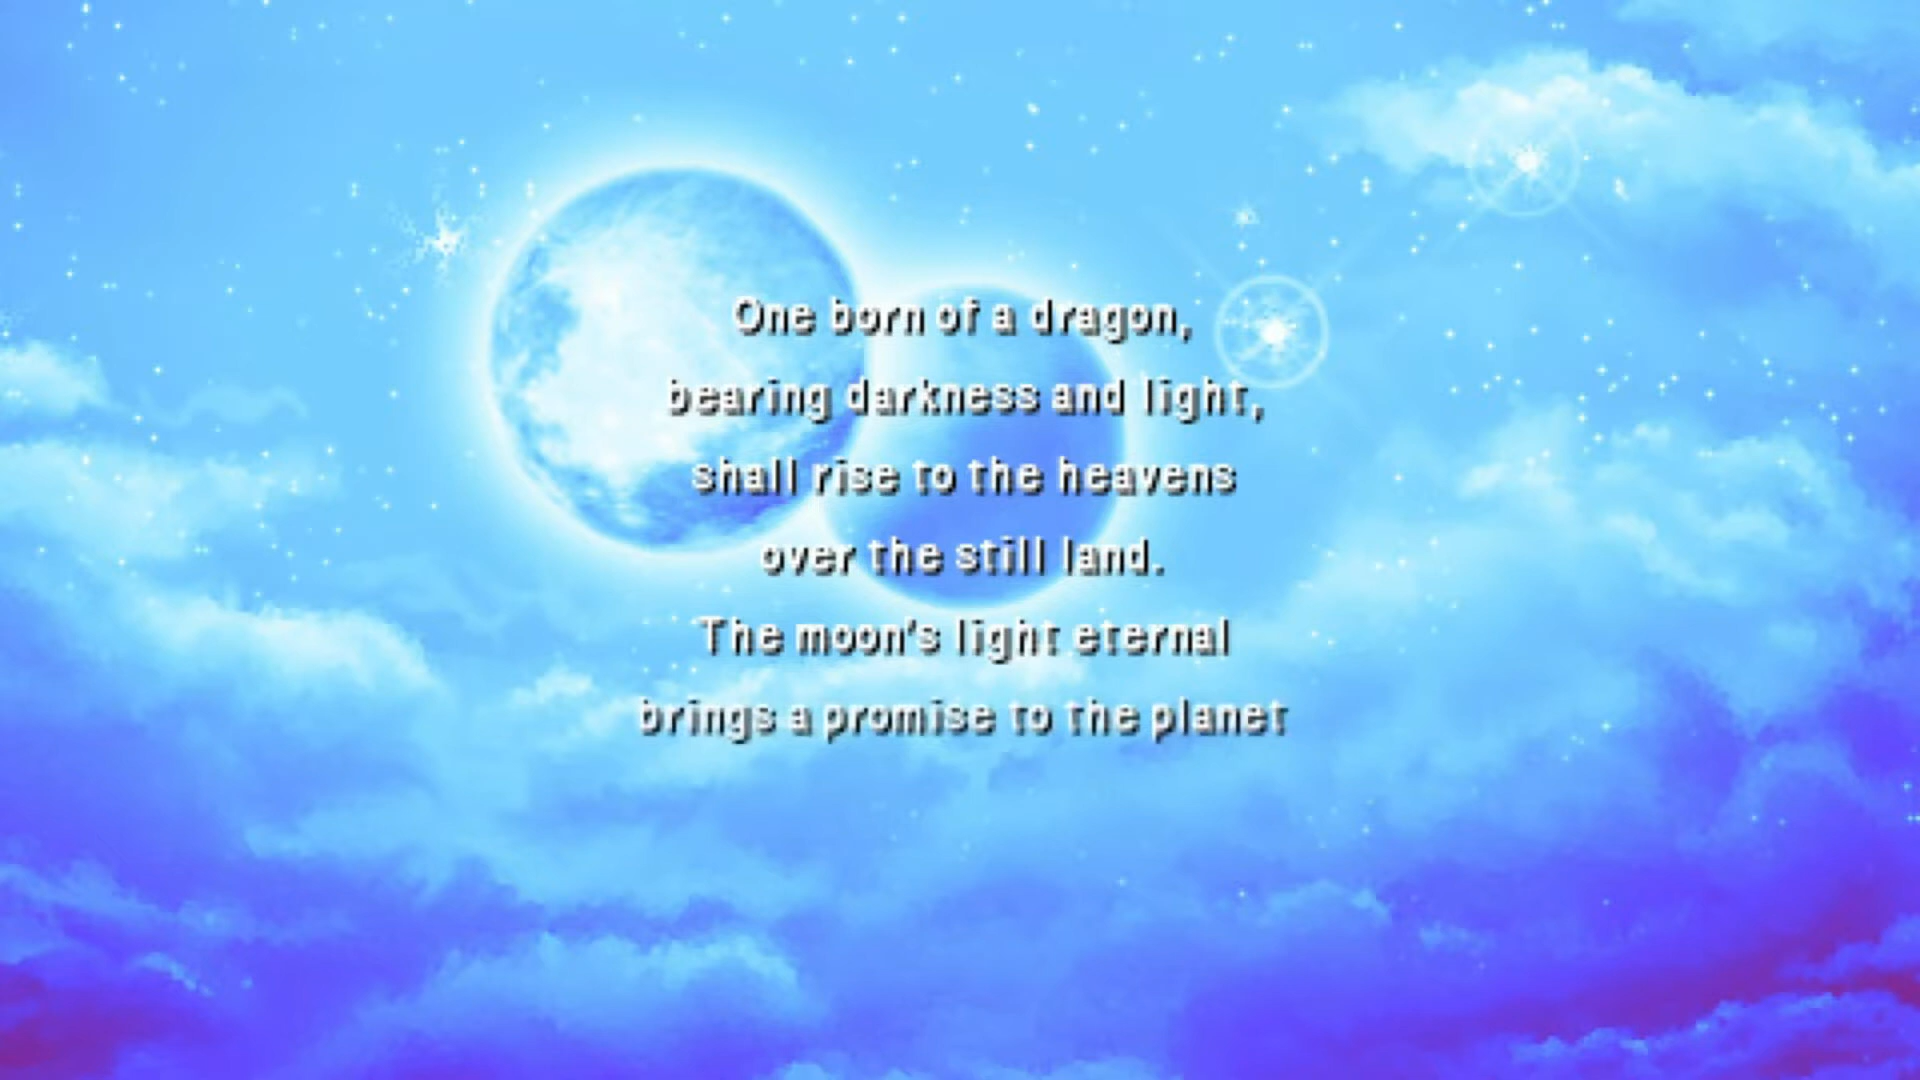 One born of a dragon,
bearing darkness and light,
shall rise to the heavens
over the still land.
The moon's light eternal
brings a promise to the planet